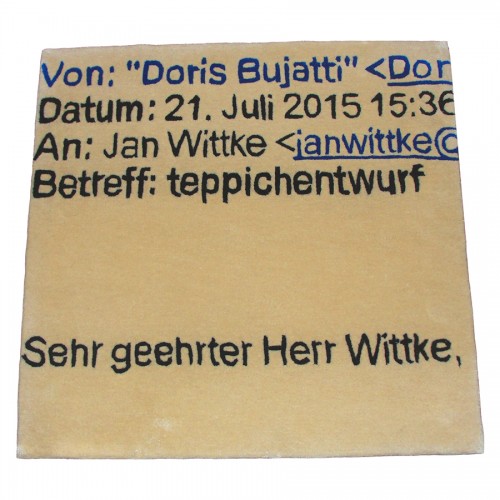 Von: "Doris Bujatti" <Dor
Datum: 21. Juli 2015 15:36
An: Jan Wittke <janwittke@
Betreff: teppichentwurf
Sehr geehrter Herr Wittke,